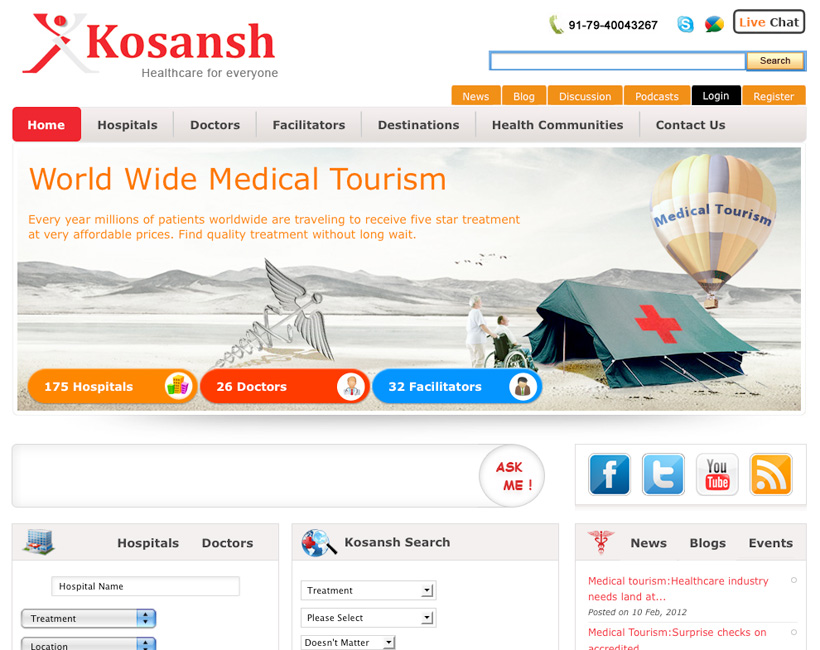 Kosansh
Healthcare for everyone
91-79-40043267
Live Chat
Search
News Blog Discussion Podcasts Login Register
Home Hospitals Doctors Facilitators Destinations Health Communities Contact Us
World Wide Medical Tourism
Every year millions of patients worldwide are traveling to receive five star treatment
at very affordable prices. Find quality treatment without long wait.
Medical Tourism
175 Hospitals
26 Doctors
32 Facilitators
ASK
ME !
f
t
You
Tube
Hospitals Doctors
Hospital Name
Treatment
Location
Kosansh Search
Treatment
Please Select
Doesn't Matter
News Blogs Events
Medical tourism:Healthcare industry
needs land at...
Posted on 10 Feb, 2012
Medical Tourism:Surprise checks on
accredited